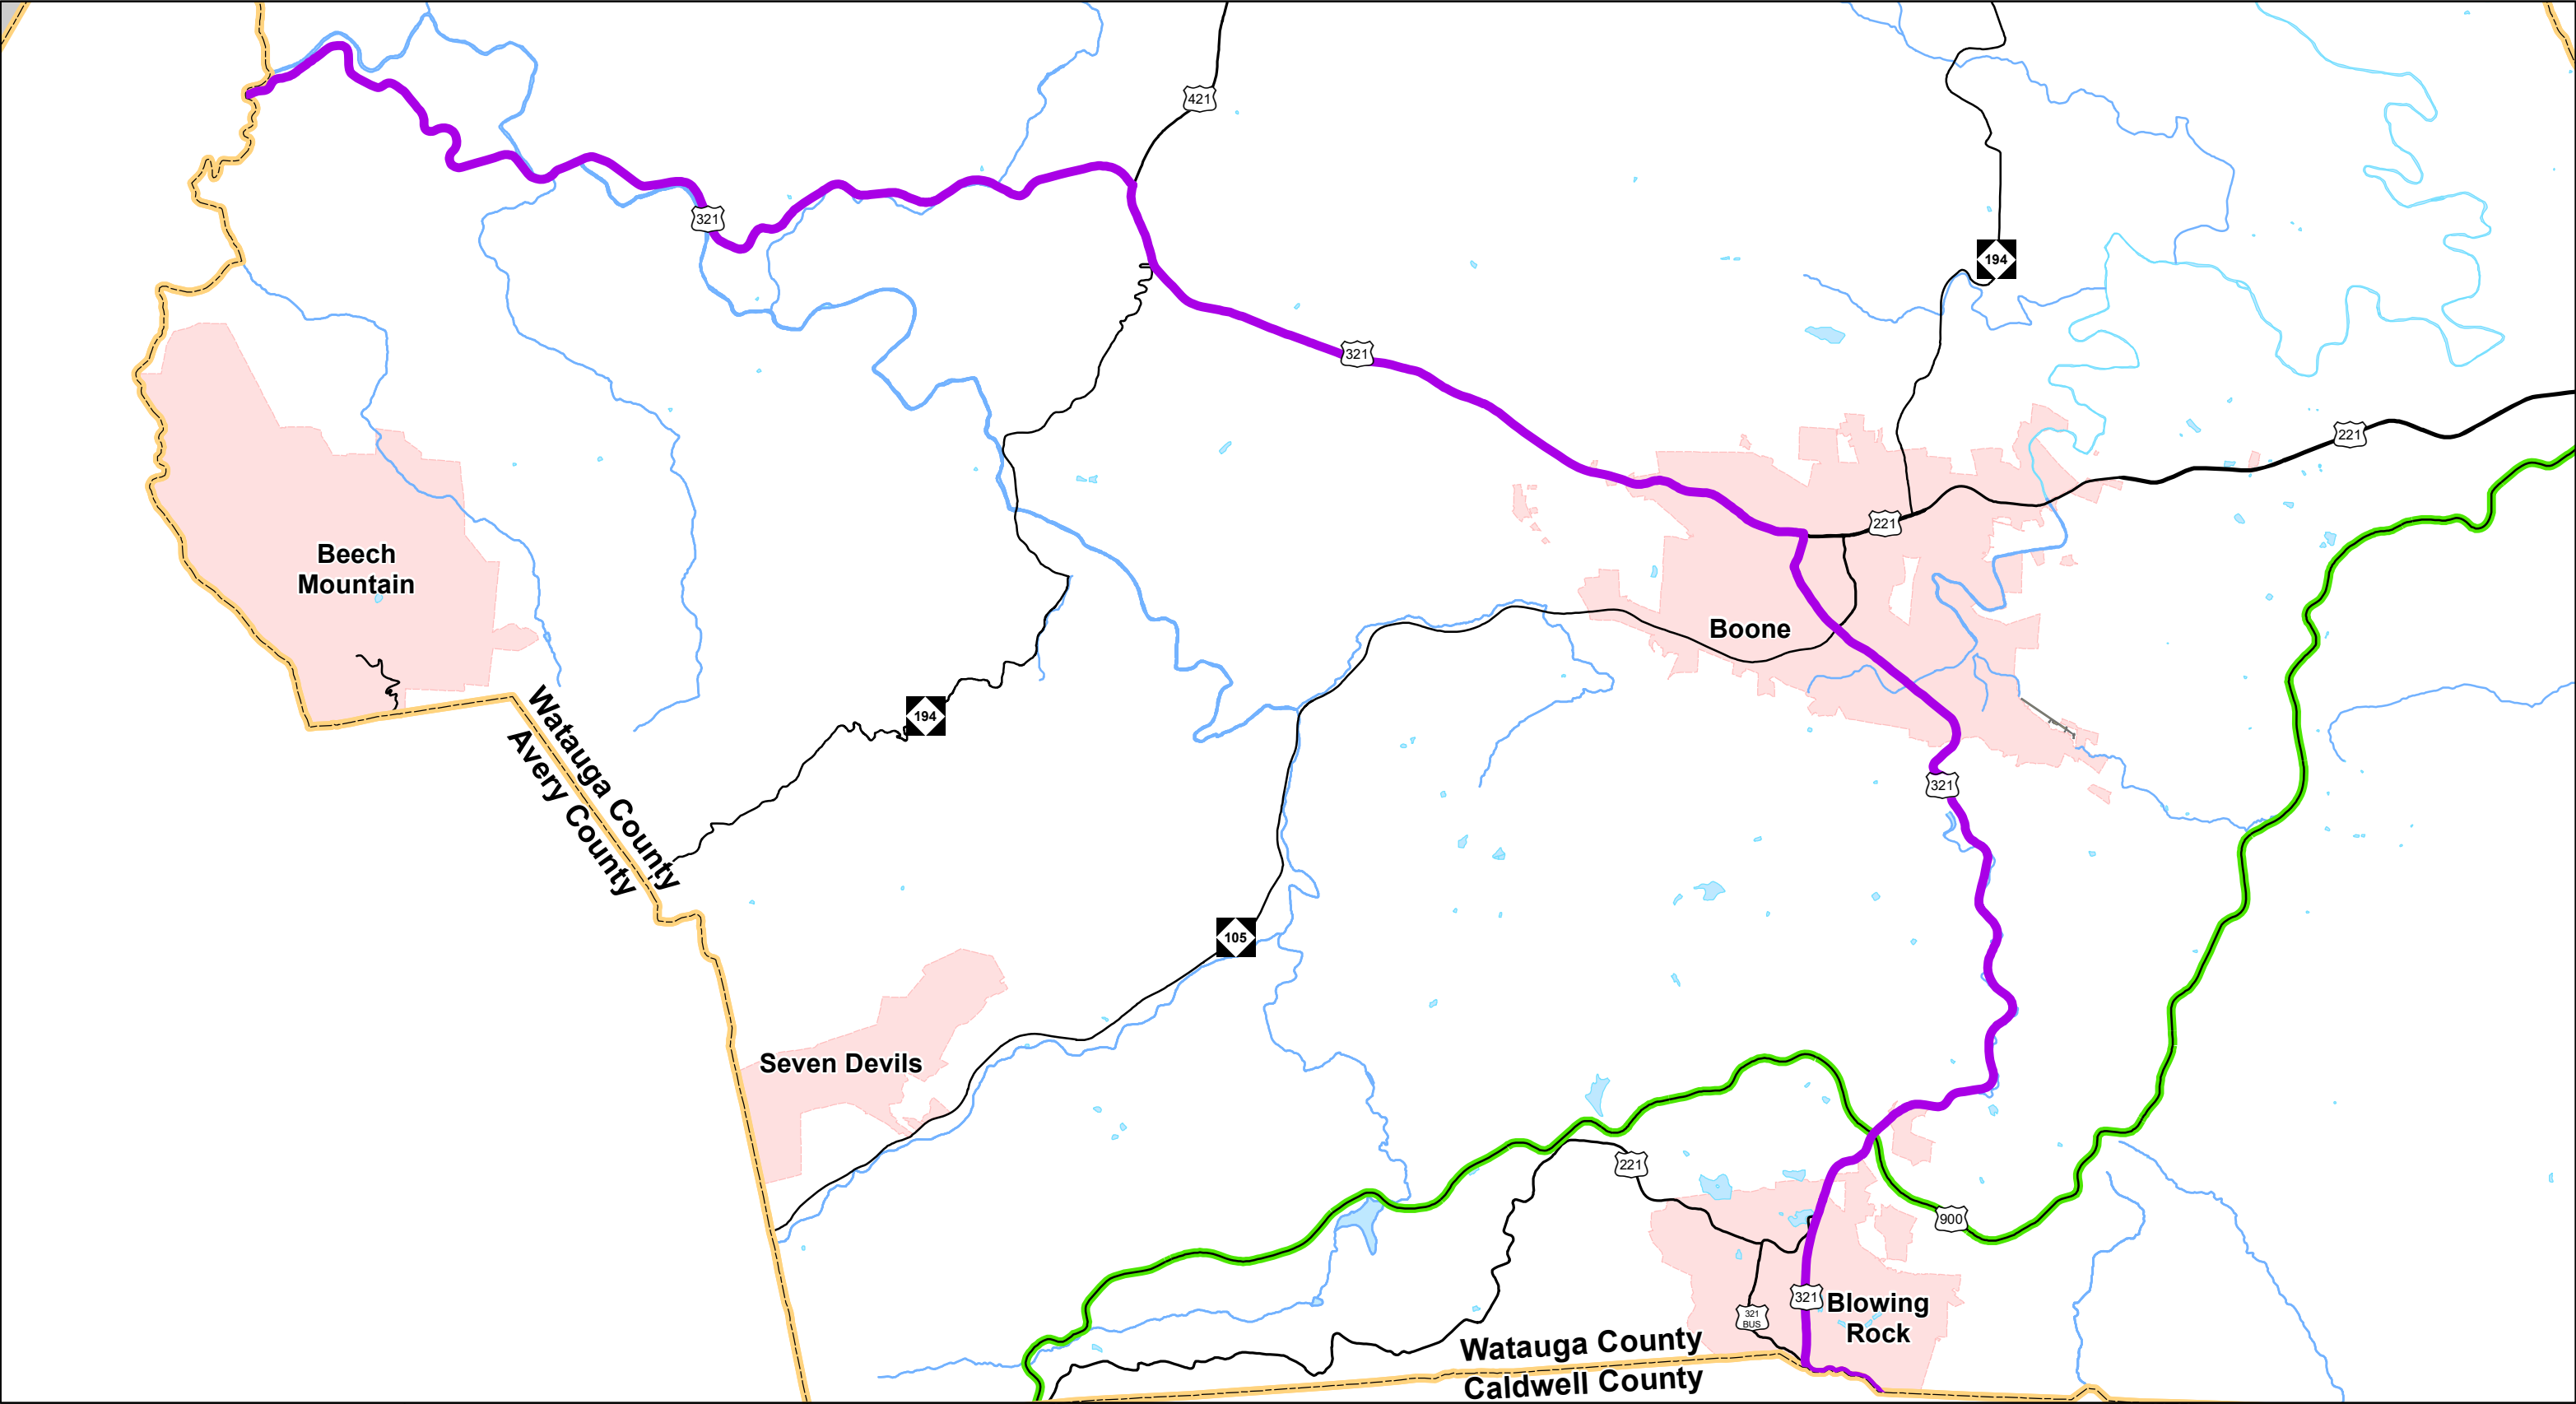 421
321
194
321
221
221
Beech
Mountain
Boone
194
Watauga County
Avery County
321
105
Seven Devils
221
900
321
321
BUS
Blowing
Rock
Watauga County
Caldwell County